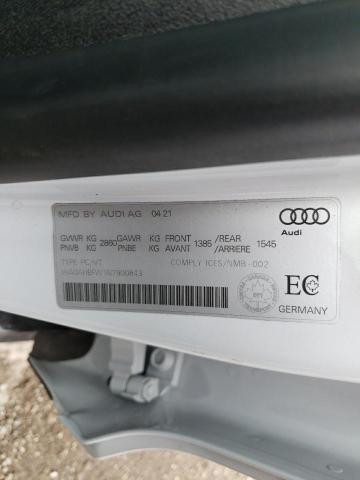 MFD BY AUDI AG 04 21
Audi
GVWR KG 2860 GAWR KG FRONT 1385 /REAR 1545
PNVB KG PNBE KG AVANT /ARRIERE
TYPE PC/VT COMPLY ICES/NMB-002
EC
GERMANY